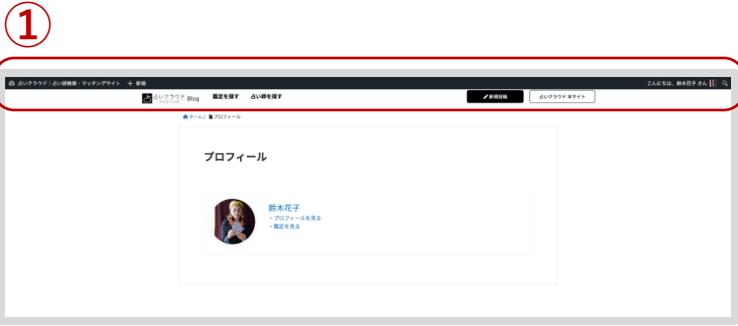 ①
占いクラウド | 占い師検索・マッチングサイト + 新規
こんにちは、鈴木花子 さん
占いクラウド Blog 鑑定を探す 占い師を探す 新規投稿 占いクラウド 本サイト
ホーム / プロフィール
プロフィール
鈴木花子
・プロフィールを見る
・鑑定を見る